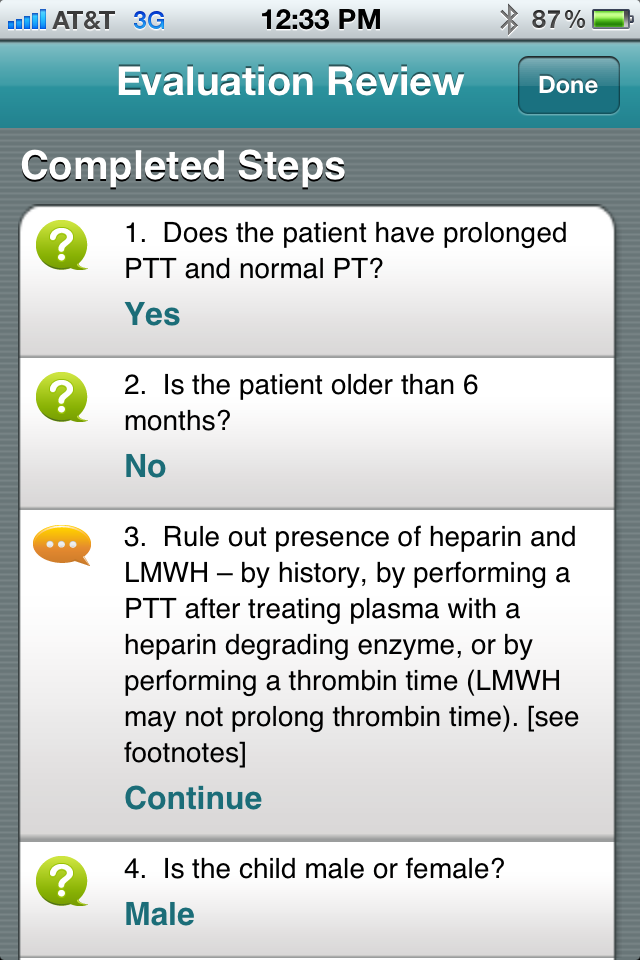 AT&T 3G 12:33 PM 87%
Evaluation Review Done
Completed Steps
1. Does the patient have prolonged
PTT and normal PT?
Yes
2. Is the patient older than 6
months?
No
3. Rule out presence of heparin and
LMWH – by history, by performing a
PTT after treating plasma with a
heparin degrading enzyme, or by
performing a thrombin time (LMWH
may not prolong thrombin time). [see
footnotes]
Continue
4. Is the child male or female?
Male